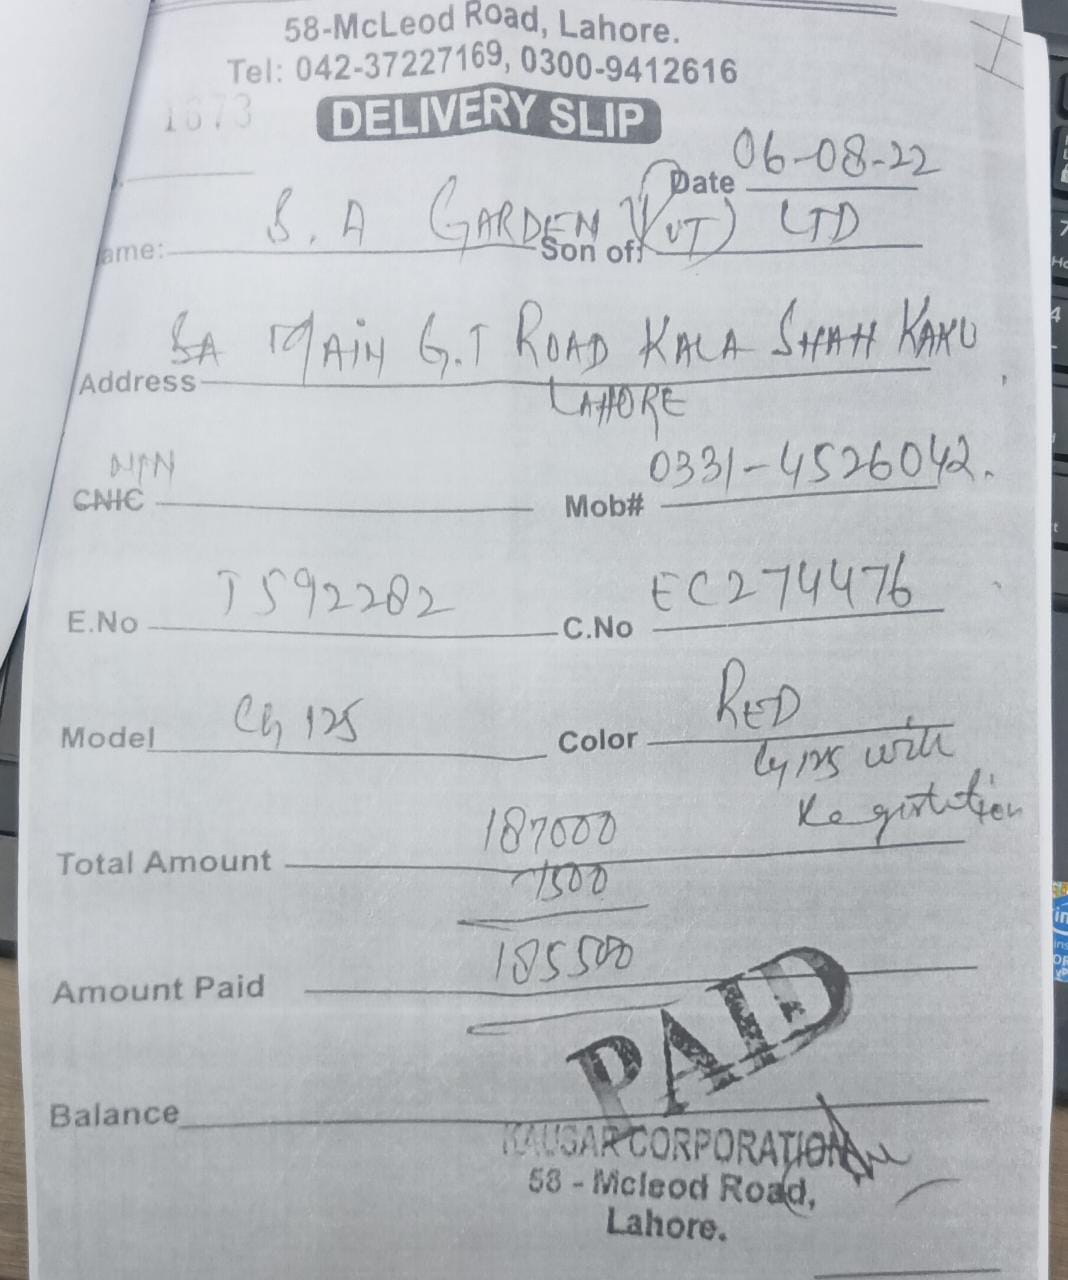 58-McLeod Road, Lahore.
Tel: 042-37227169, 0300-9412616
1673
DELIVERY SLIP
Date 06-08-22
ame: S. A GARDEN Son of: (PVT) LTD
Address SA MAIN G.T ROAD KALA SHAH KAKU
LAHORE
NTN
CNIC Mob# 0331-4526042.
E.No T592282 C.No EC274476
Model CG 125 Color RED
CG 125 with
Registration
Total Amount 187000
-1500
Amount Paid 185500
PAID
Balance
KAUSAR CORPORATION
58 - Mcleod Road,
Lahore.